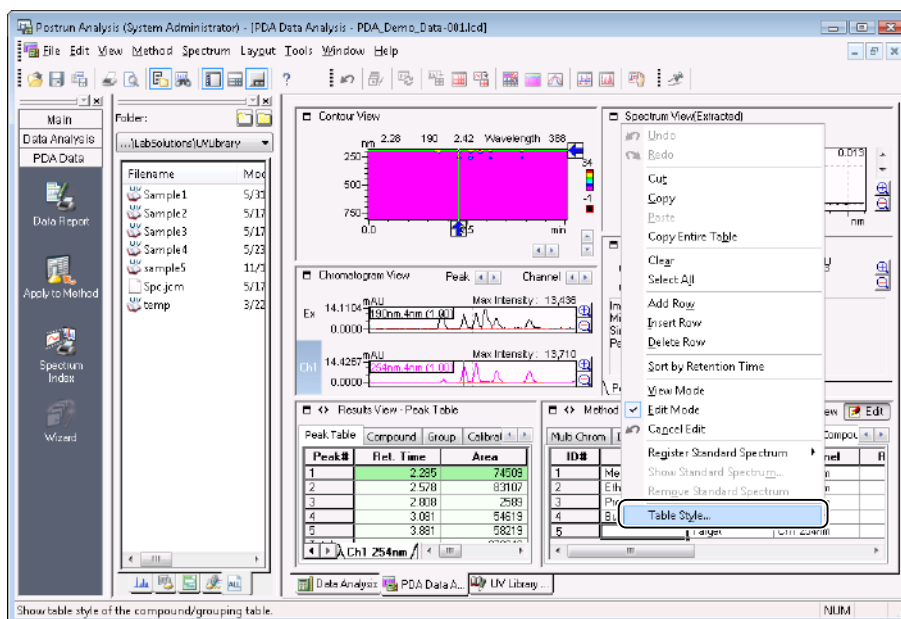 Postrun Analysis (System Administrator) - [PDA Data Analysis - PDA_Demo_Data-001.lcd]
File Edit View Method Spectrum Layout Tools Window Help
Main
Data Analysis
PDA Data
Data Report
Apply to Method
Spectrum
Index
Wizard
Folder:
...\LabSolutions\UVLibrary
Filename
Sample1 5/31
Sample2 5/17
Sample3 5/17
Sample4 5/23
sample5 11/1
Spc.jcm 5/17
temp 3/22
Contour View
nm 2.28 190 2.42 Wavelength 388
250
500
750
34
-1
0.0 min
Chromatogram View Peak Channel
Ex 14.1104 mAU Max Intensity : 13,436
190nm,4nm (1.00)
0.0000
Ch1 14.4267 mAU Max Intensity : 13,710
254nm,4nm (1.00)
0.0000
Results View - Peak Table
Peak Table Compound Group
Peak# Ret. Time Area
1 2.295 74509
2 2.578 83107
3 2.808 2589
4 3.091 54619
5 3.881 58219
Ch1 254nm
Spectrum View(Extracted)
0.013
nm
Undo
Redo
Cut
Copy
Paste
Copy Entire Table
Clear
Select All
Add Row
Insert Row
Delete Row
Sort by Retention Time
View Mode
Edit Mode
Cancel Edit
Register Standard Spectrum
Show Standard Spectrum...
Remove Standard Spectrum
Table Style...
Edit
Multi Chrom
ID#
1
2
3
4
5 Target Ch1 254nm
Data Analysis PDA Data A... UV Library ...
Show table style of the compound/grouping table. NUM